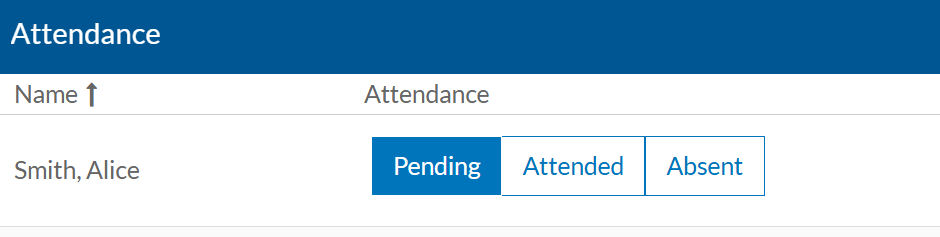 Attendance
Name Attendance
Smith, Alice Pending Attended Absent